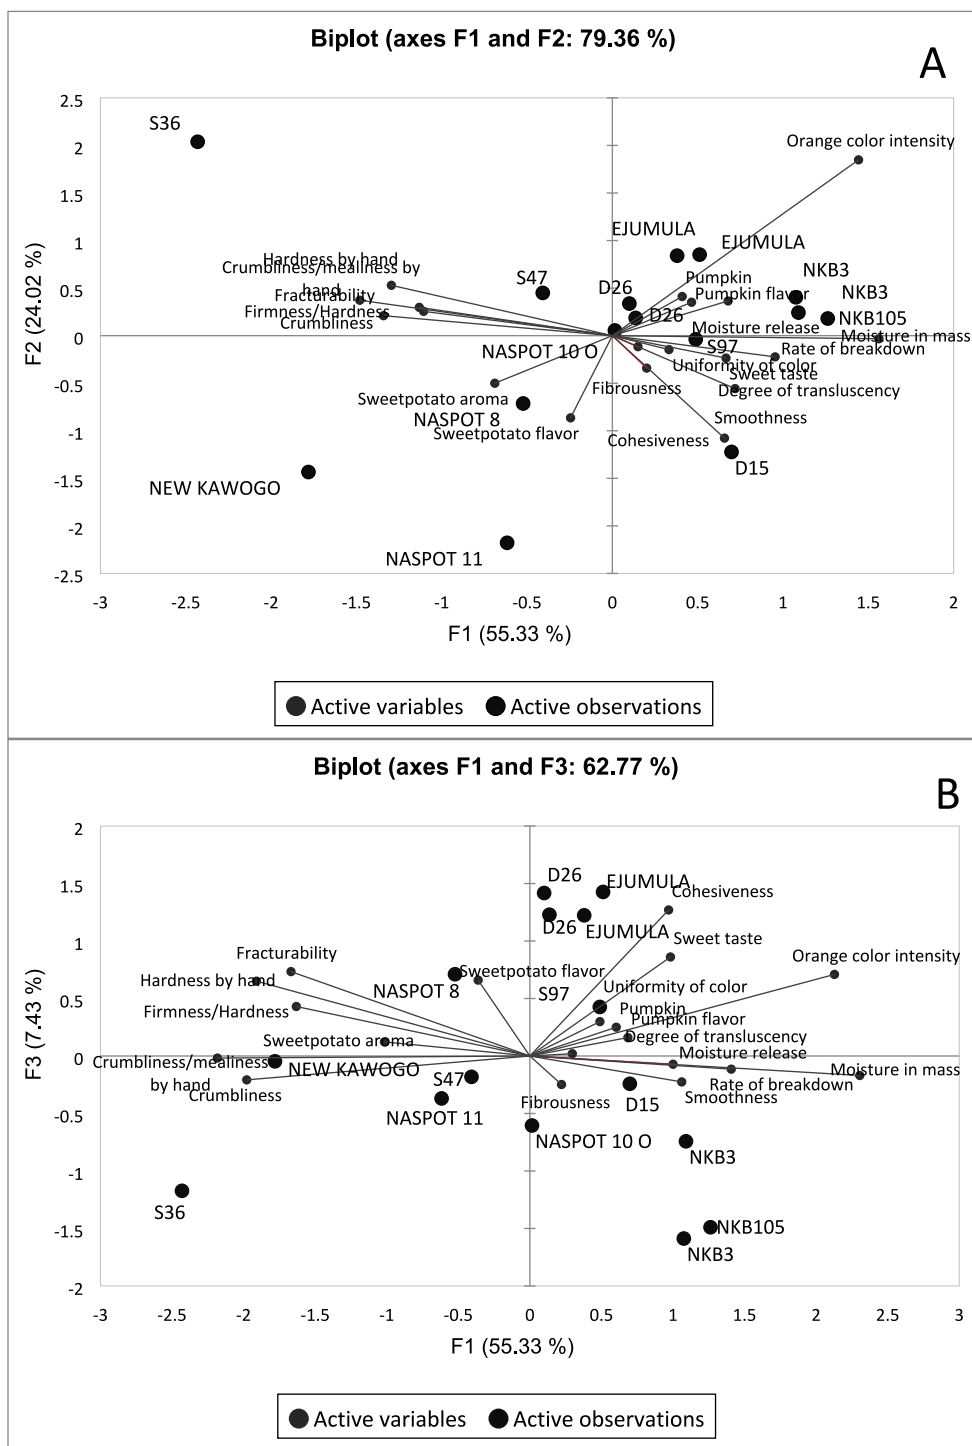 Biplot (axes F1 and F2: 79.36 %)
A
2.5
2
1.5
1
0.5
0
-0.5
-1
-1.5
-2
-2.5
F2 (24.02 %)
S36
Orange color intensity
EJUMULA
EJUMULA
Hardness by hand
Crumbliness/mealiness by
hand
Fracturability
Firmness/Hardness
Crumbliness
S47
D26
D26
Pumpkin
Pumpkin flavor
NKB3
NKB3
NKB105
Moisture release
Moisture in mass
NASPOT 10 O
S97
Rate of breakdown
Uniformity of color
Sweet taste
Fibrousness
Degree of transluscency
Sweetpotato aroma
NASPOT 8
Smoothness
Sweetpotato flavor
Cohesiveness
D15
NEW KAWOGO
NASPOT 11
-3
-2.5
-2
-1.5
-1
-0.5
0
0.5
1
1.5
2
F1 (55.33 %)
Active variables
Active observations
Biplot (axes F1 and F3: 62.77 %)
B
2
1.5
1
0.5
0
-0.5
-1
-1.5
-2
F3 (7.43 %)
D26
EJUMULA
Cohesiveness
D26
EJUMULA
Sweet taste
Fracturability
Orange color intensity
Hardness by hand
Sweetpotato flavor
NASPOT 8
S97
Uniformity of color
Firmness/Hardness
Pumpkin
Pumpkin flavor
Sweetpotato aroma
Degree of transluscency
Moisture release
Crumbliness/mealiness
by hand
NEW KAWOGO
Moisture in mass
Crumbliness
S47
Rate of breakdown
NASPOT 11
Fibrousness
D15
Smoothness
NASPOT 10 O
NKB3
S36
NKB105
NKB3
-3
-2.5
-2
-1.5
-1
-0.5
0
0.5
1
1.5
2
2.5
3
F1 (55.33 %)
Active variables
Active observations